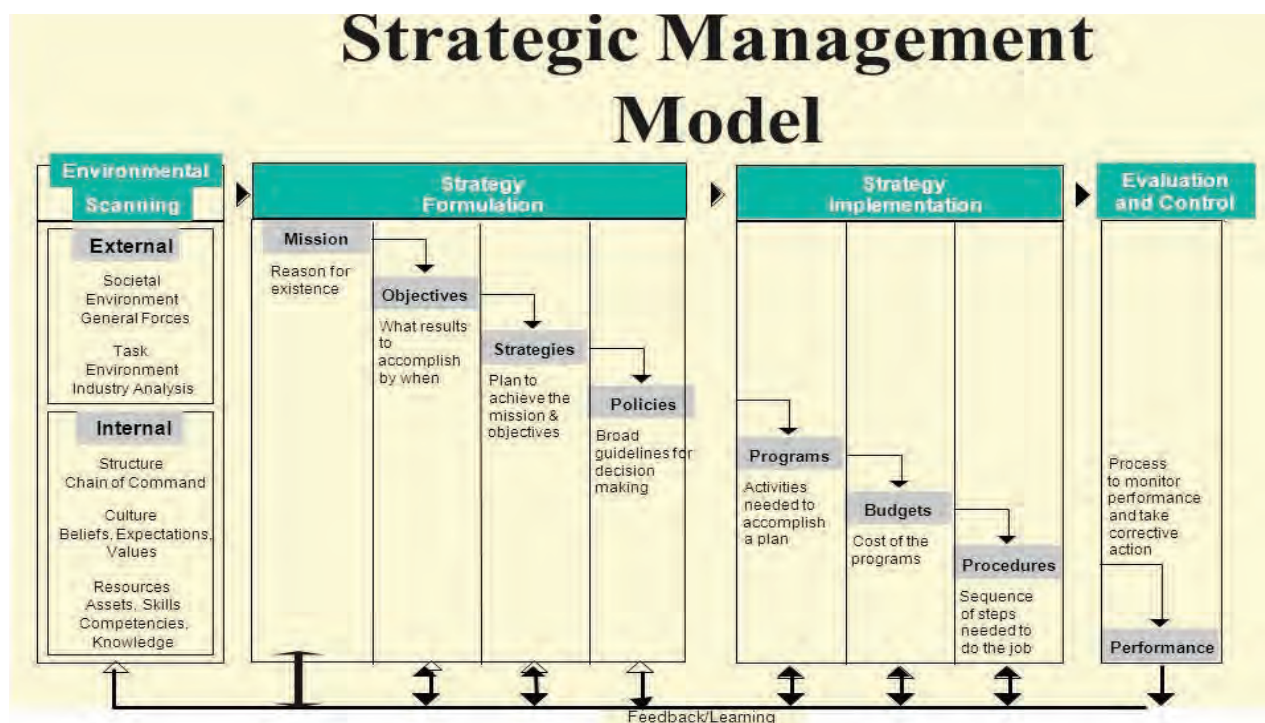 Strategic Management
Model
Environmental
Scanning
External
Societal
Environment
General Forces
Task
Environment
Industry Analysis
Internal
Structure
Chain of Command
Culture
Beliefs, Expectations,
Values
Resources
Assets, Skills
Competencies,
Knowledge
Strategy
Formulation
Mission
Reason for
existence
Objectives
What results
to
accomplish
by when
Strategies
Plan to
achieve the
mission &
objectives
Policies
Broad
guidelines for
decision
making
Strategy
Implementation
Programs
Activities
needed to
accomplish
a plan
Budgets
Cost of the
programs
Procedures
Sequence
of steps
needed to
do the job
Evaluation
and Control
Process
to monitor
performance
and take
corrective
action
Performance
Feedback/Learning